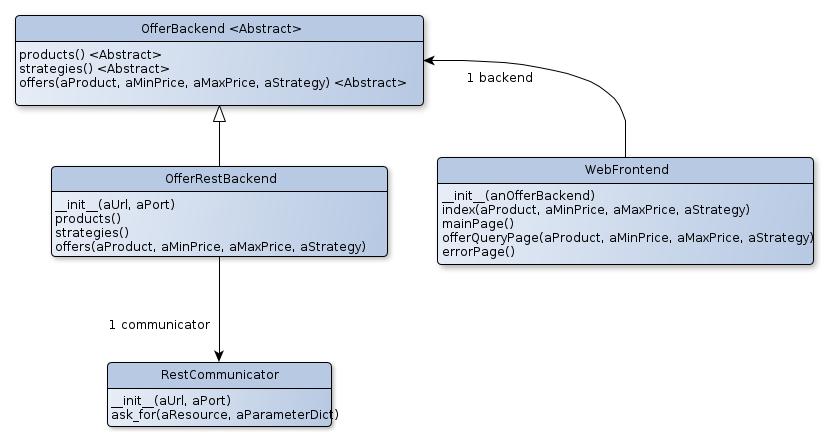 OfferBackend <Abstract>
products() <Abstract>
strategies() <Abstract>
offers(aProduct, aMinPrice, aMaxPrice, aStrategy) <Abstract>
1 backend
OfferRestBackend
__init__(aUrl, aPort)
products()
strategies()
offers(aProduct, aMinPrice, aMaxPrice, aStrategy)
WebFrontend
__init__(anOfferBackend)
index(aProduct, aMinPrice, aMaxPrice, aStrategy)
mainPage()
offerQueryPage(aProduct, aMinPrice, aMaxPrice, aStrategy)
errorPage()
1 communicator
RestCommunicator
__init__(aUrl, aPort)
ask_for(aResource, aParameterDict)